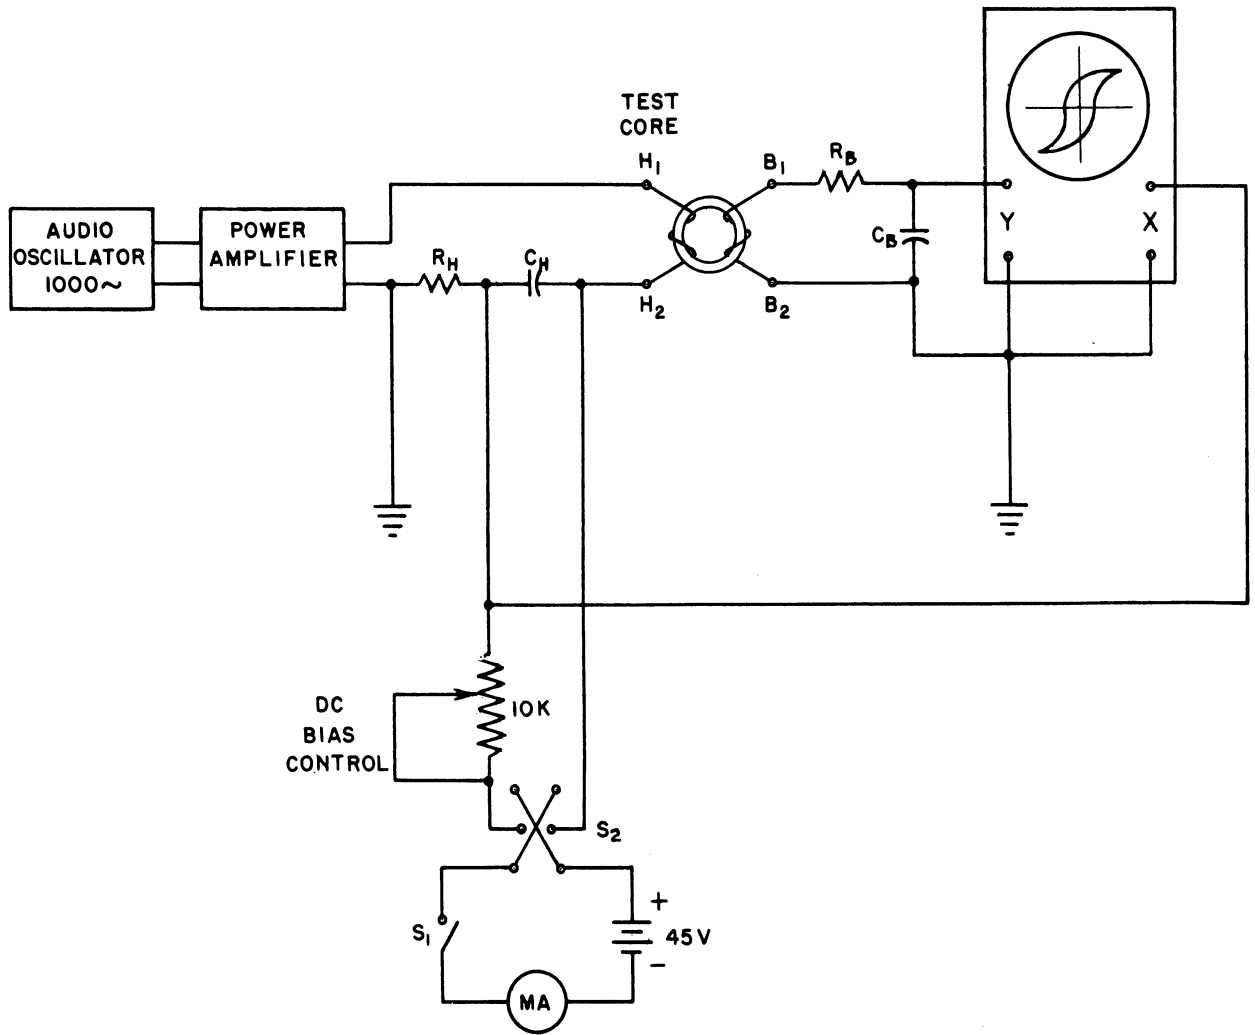 TEST
CORE
H1
B1
RB
AUDIO
OSCILLATOR
1000~
POWER
AMPLIFIER
RH
CH
H2
B2
CB
Y
X
DC
BIAS
CONTROL
10K
S2
S1
+
45V
-
MA